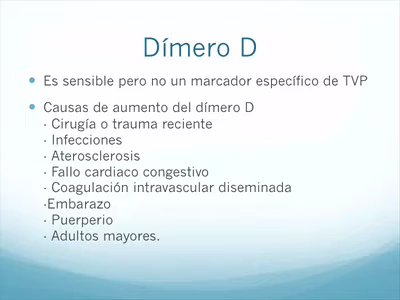 Dímero D
• Es sensible pero no un marcador específico de TVP
• Causas de aumento del dímero D
· Cirugía o trauma reciente
· Infecciones
· Aterosclerosis
· Fallo cardiaco congestivo
· Coagulación intravascular diseminada
·Embarazo
· Puerperio
· Adultos mayores.